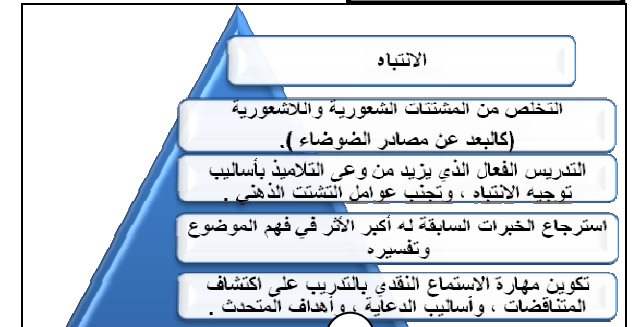 الانتباه
التخلص من المشتتات الشعورية واللاشعورية
(كالبعد عن مصادر الضوضاء ).
التدريس الفعال الذي يزيد من وعى التلاميذ بأساليب
توجيه الانتباه ، وتجنب عوامل التشتت الذهني .
استرجاع الخبرات السابقة له أكبر الأثر في فهم الموضوع
وتفسيره
تكوين مهارة الاستماع النقدي بالتدريب على اكتشاف
المتناقضات ، وأساليب الدعاية ، وأهداف المتحدث .